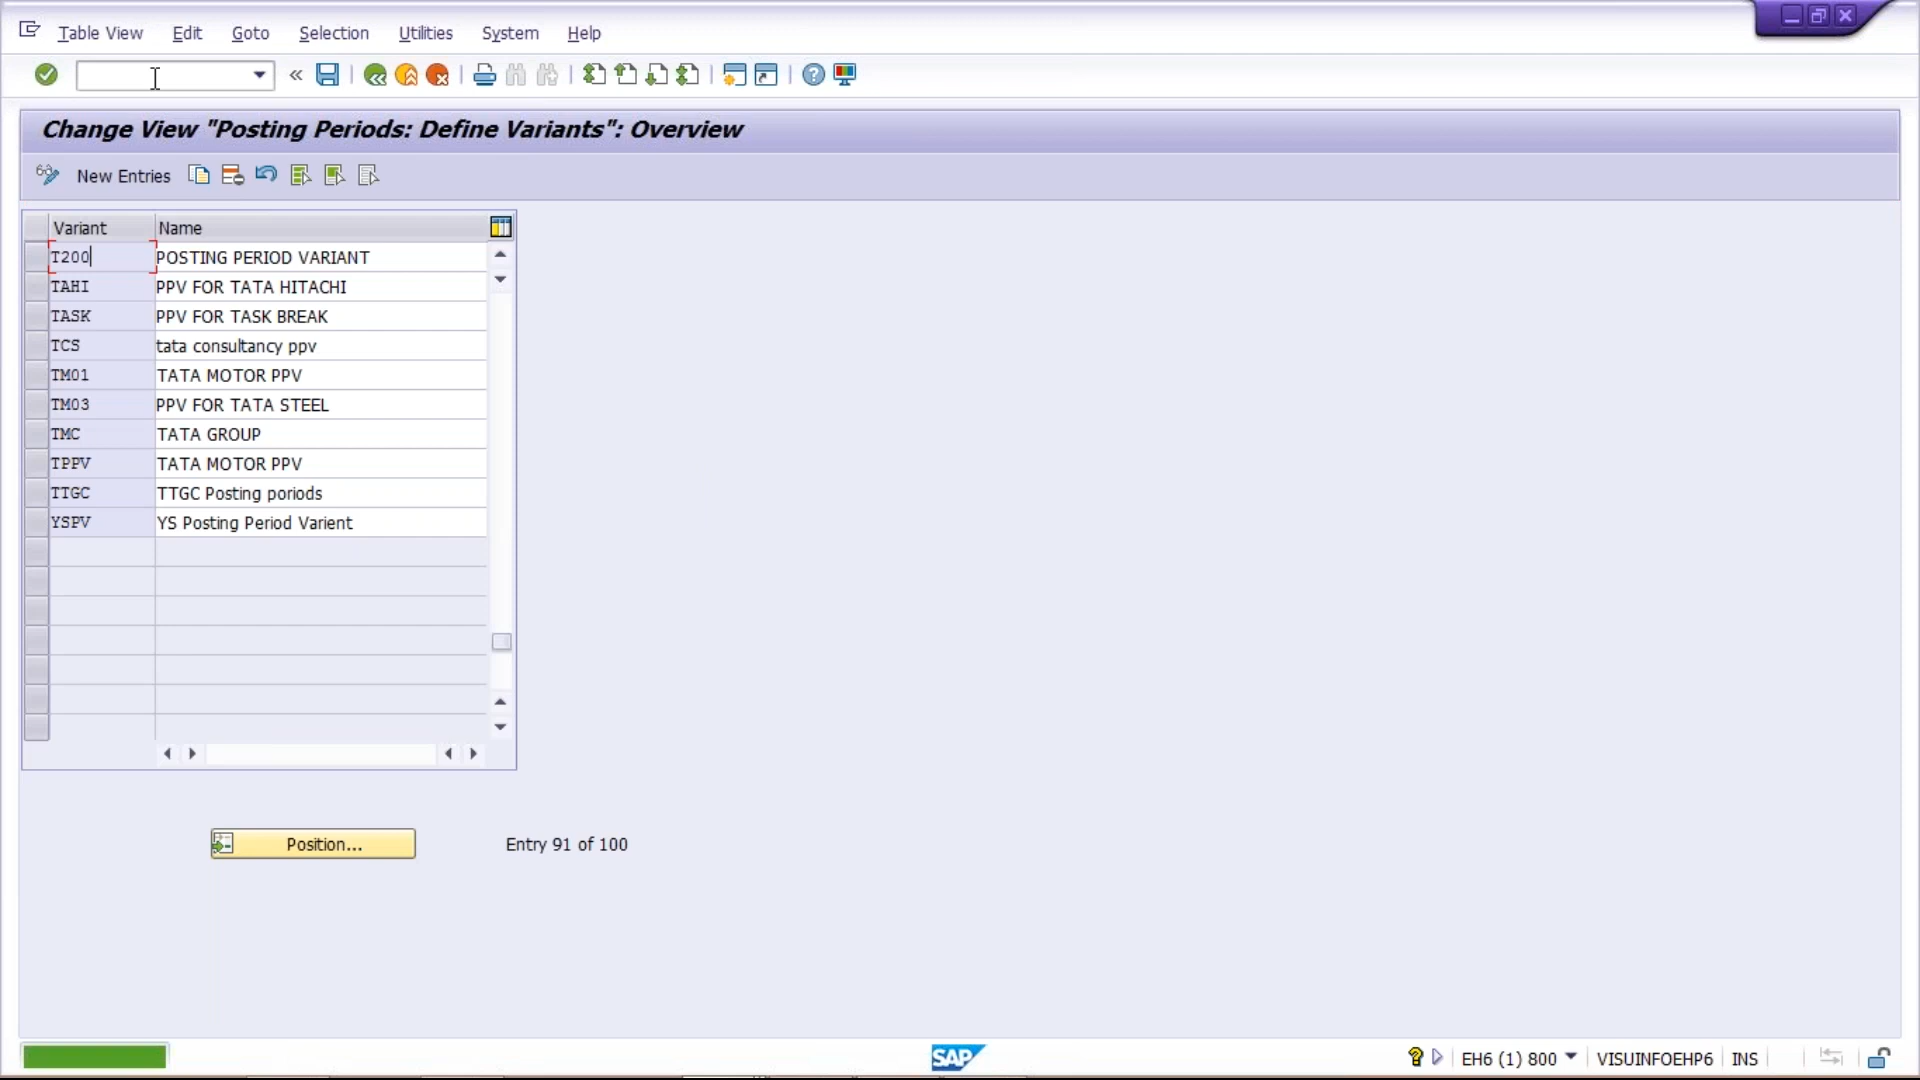 Table View Edit Goto Selection Utilities System Help
Change View "Posting Periods: Define Variants": Overview
New Entries
Variant Name
T200 POSTING PERIOD VARIANT
TAHI PPV FOR TATA HITACHI
TASK PPV FOR TASK BREAK
TCS tata consultancy ppv
TM01 TATA MOTOR PPV
TM03 PPV FOR TATA STEEL
TMC TATA GROUP
TPPV TATA MOTOR PPV
TTGC TTGC Posting poriods
YSPV YS Posting Period Varient
Position... Entry 91 of 100
SAP EH6 (1) 800 VISUINFOEHP6 INS